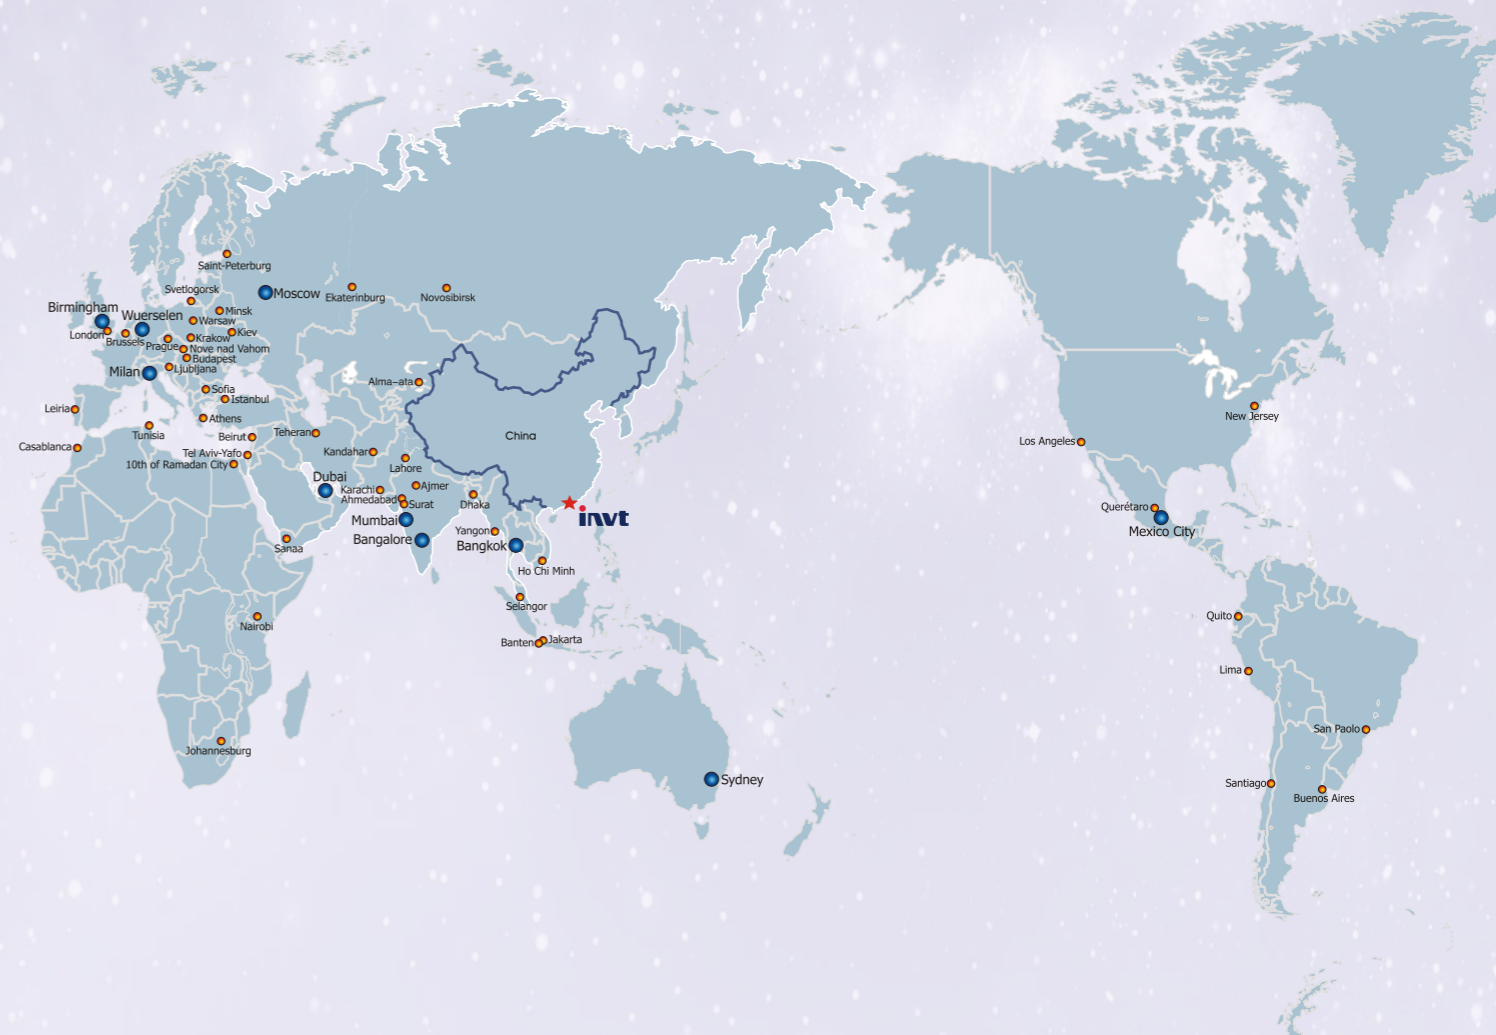 Saint-Peterburg
Svetlogorsk
Moscow
Ekaterinburg
Novosibirsk
Birmingham
Wuerselen
Minsk
Warsaw
London
Brussels
Prague
Krakow
Kiev
Nove nad Vahom
Budapest
Ljubljana
Milan
Alma-ata
Sofia
Istanbul
Leiria
Athens
Tunisia
Beirut
Teheran
China
Casablanca
Tel Aviv-Yafo
10th of Ramadan City
Kandahar
Lahore
Dubai
Karachi
Ajmer
Ahmedabad
Surat
Dhaka
Mumbai
invt
Bangalore
Yangon
Bangkok
Sanaa
Ho Chi Minh
Selangor
Nairobi
Banten
Jakarta
Johannesburg
Sydney
New Jersey
Los Angeles
Querétaro
Mexico City
Quito
Lima
San Paolo
Santiago
Buenos Aires